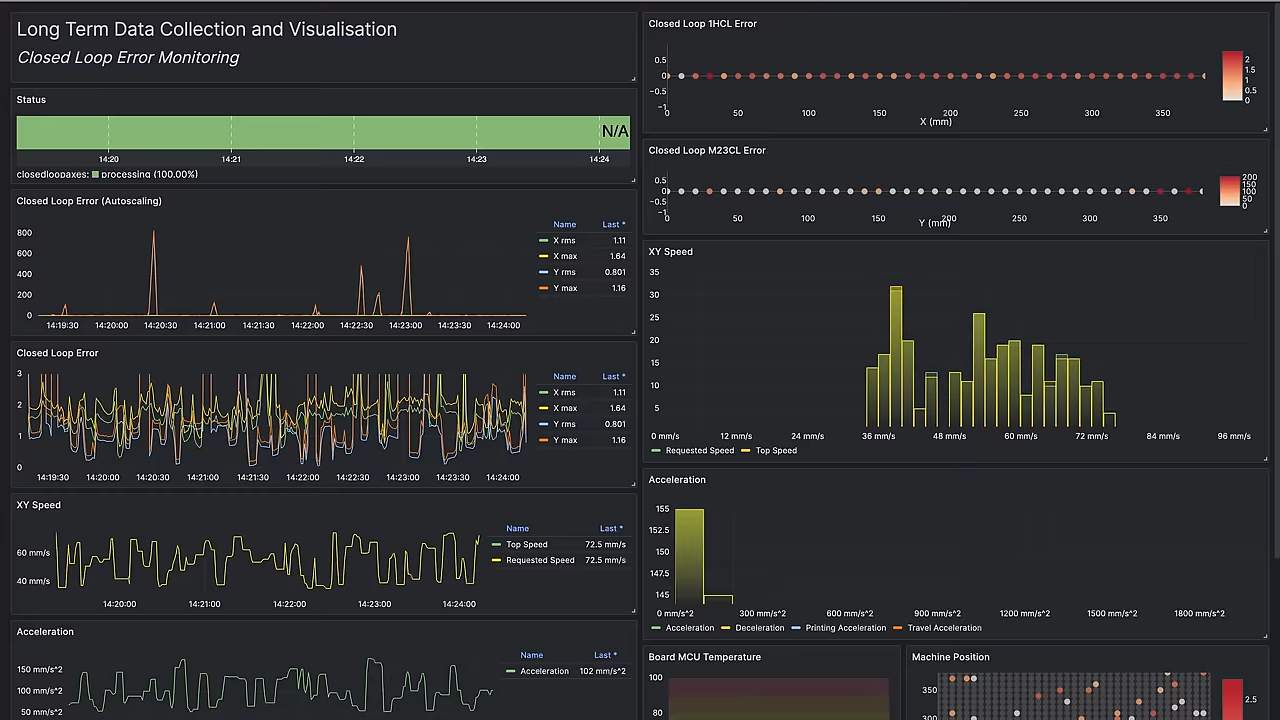 Long Term Data Collection and Visualisation
Closed Loop Error Monitoring
Status
N/A
14:20 14:21 14:22 14:23 14:24
closedloopaxes: processing (100.00%)
Closed Loop Error (Autoscaling)
800
600
400
200
0
14:19:30 14:20:00 14:20:30 14:21:00 14:21:30 14:22:00 14:22:30 14:23:00 14:23:30 14:24:00
Name Last *
X rms 1.11
X max 1.64
Y rms 0.801
Y max 1.16
Closed Loop Error
3
2
1
0
14:19:30 14:20:00 14:20:30 14:21:00 14:21:30 14:22:00 14:22:30 14:23:00 14:23:30 14:24:00
Name Last *
X rms 1.11
X max 1.64
Y rms 0.801
Y max 1.16
XY Speed
60 mm/s
40 mm/s
14:20:00 14:21:00 14:22:00 14:23:00 14:24:00
Name Last *
Top Speed 72.5 mm/s
Requested Speed 72.5 mm/s
Acceleration
150 mm/s^2
100 mm/s^2
50 mm/s^2
Name Last *
Acceleration 102 mm/s^2
Closed Loop 1HCL Error
0.5
0
−0.5
−1
0 50 100 150 200 250 300 350
X (mm)
2
1.5
1
0.5
0
Closed Loop M23CL Error
0.5
0
−0.5
−1
0 50 100 150 200 250 300 350
Y (mm)
200
150
100
50
0
XY Speed
35
30
25
20
15
10
5
0 mm/s 12 mm/s 24 mm/s 36 mm/s 48 mm/s 60 mm/s 72 mm/s 84 mm/s 96 mm/s
Requested Speed Top Speed
Acceleration
155
152.5
150
147.5
145
0 mm/s^2 300 mm/s^2 600 mm/s^2 900 mm/s^2 1200 mm/s^2 1500 mm/s^2 1800 mm/s^2
Acceleration Deceleration Printing Acceleration Travel Acceleration
Board MCU Temperature
100
80
Machine Position
350
300
2.5